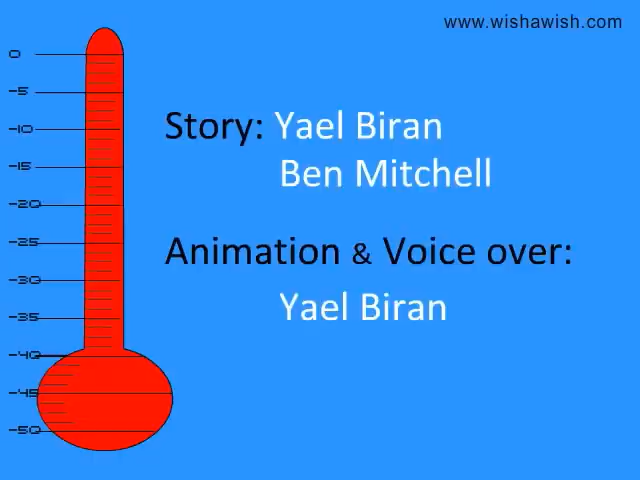 www.wishawish.com
0
-5
-10
-15
-20
-25
-30
-35
-40
-45
-50
Story: Yael Biran
Ben Mitchell
Animation & Voice over:
Yael Biran